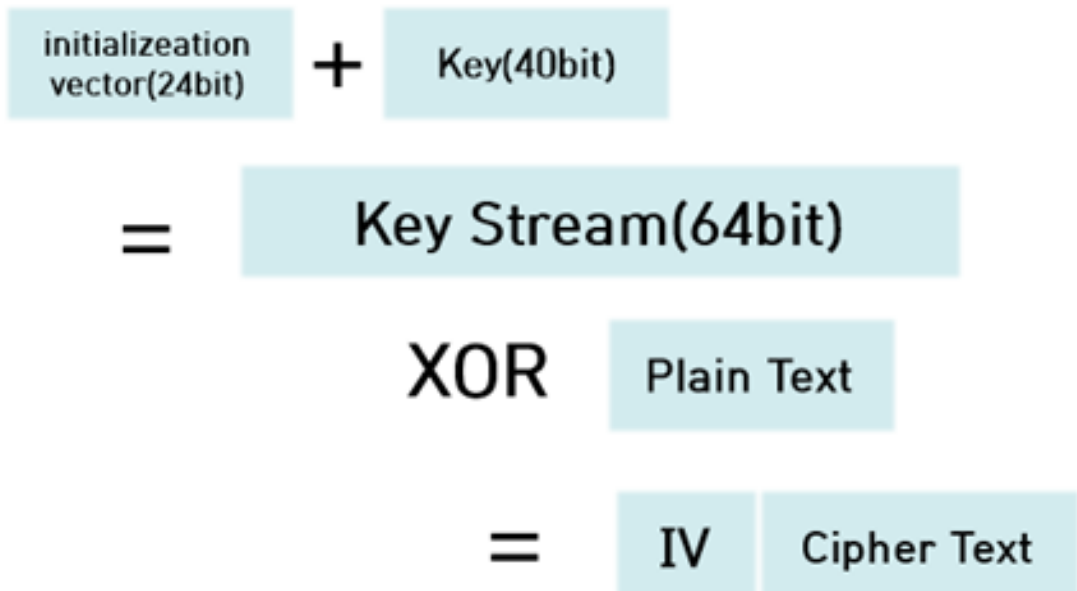 initializeation
vector(24bit) + Key(40bit)
= Key Stream(64bit)
XOR Plain Text
= IV Cipher Text